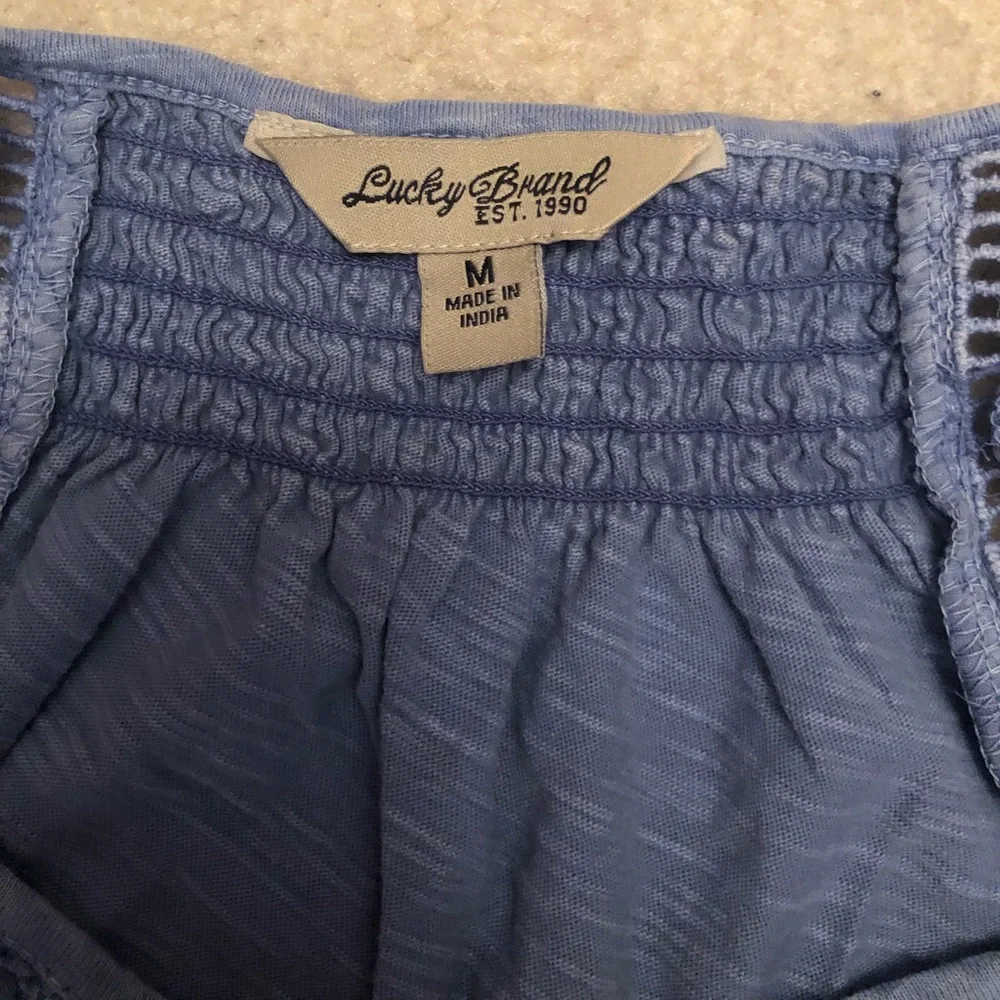 Lucky Brand
EST. 1990
M
MADE IN
INDIA